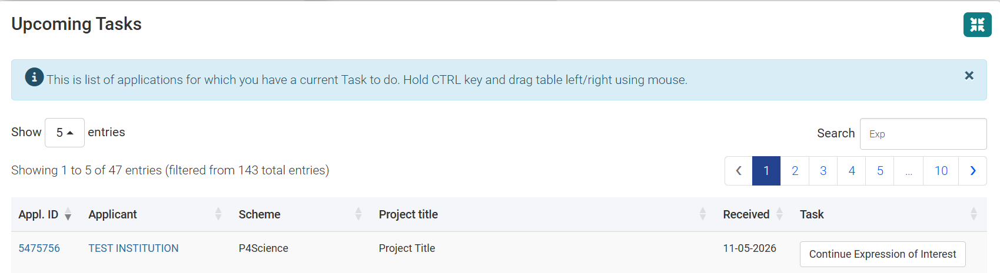 Upcoming Tasks
This is list of applications for which you have a current Task to do. Hold CTRL key and drag table left/right using mouse.
Show 5 entries
Search Exp
Showing 1 to 5 of 47 entries (filtered from 143 total entries)
1 2 3 4 5 ... 10
Appl. ID Applicant Scheme Project title Received Task
5475756 TEST INSTITUTION P4Science Project Title 11-05-2026 Continue Expression of Interest